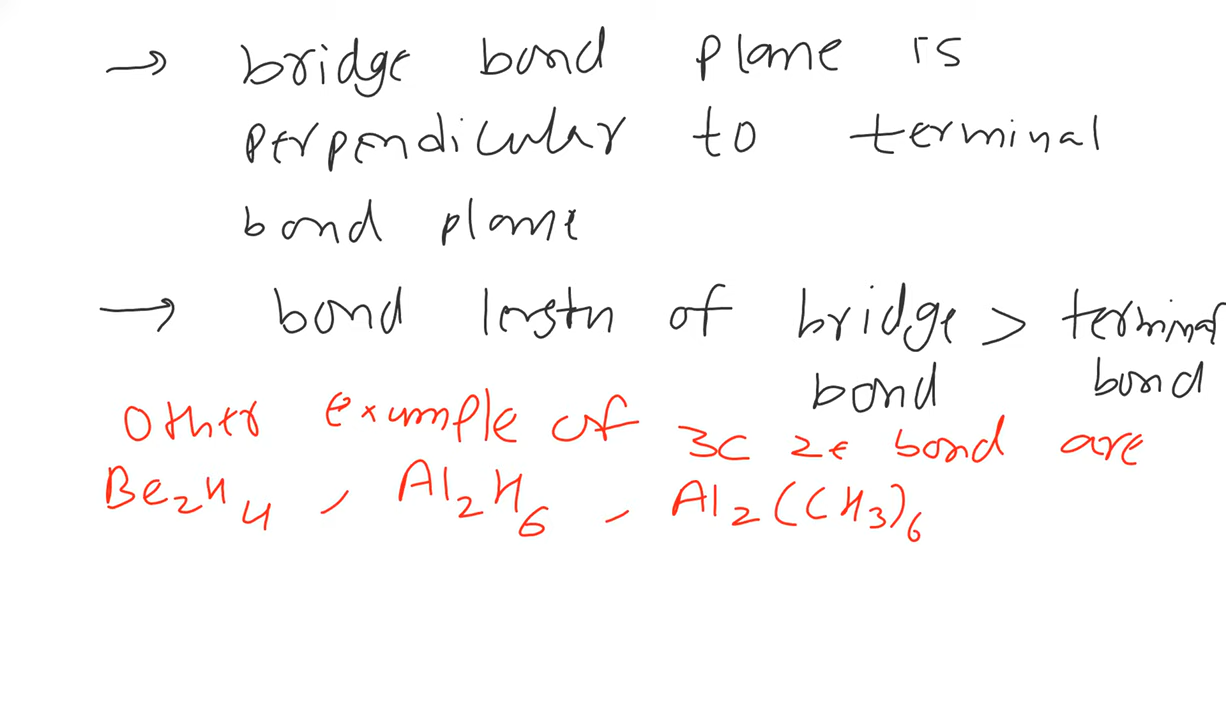 → bridge bond plane is
perpendicular to terminal
bond plane
→ bond length of bridge > terminal
bond bond
Other example of 3C 2e bond are
Be₂H₄, Al₂H₆, Al₂(CH₃)₆